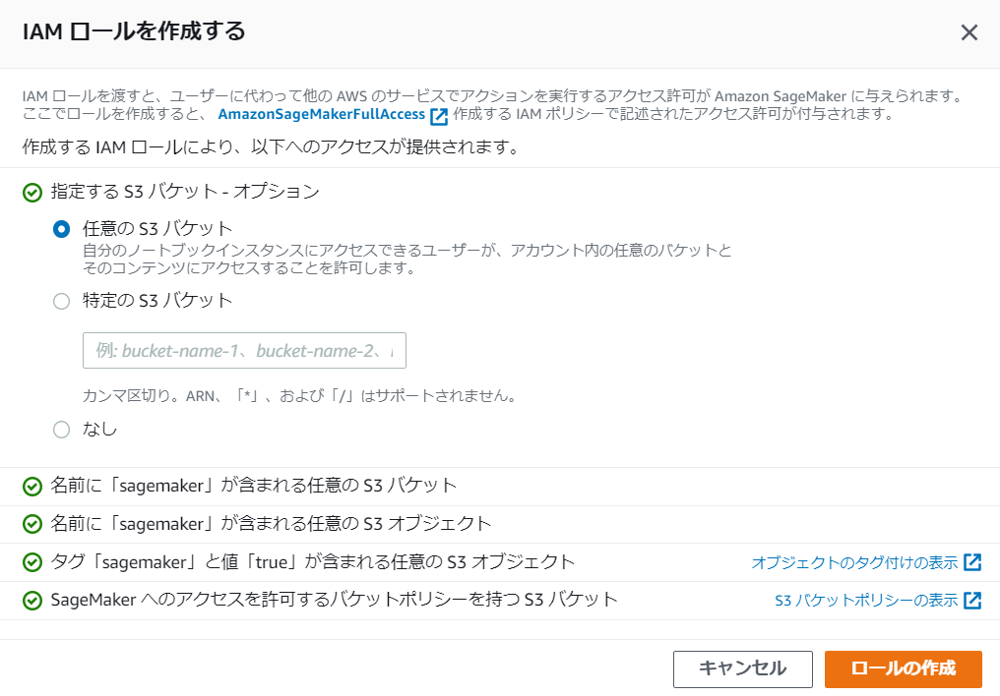 IAM ロールを作成する
IAM ロールを渡すと、ユーザーに代わって他の AWS のサービスでアクションを実行するアクセス許可が Amazon SageMaker に与えられます。
ここでロールを作成すると、 AmazonSageMakerFullAccess 作成する IAM ポリシーで記述されたアクセス許可が付与されます。
作成する IAM ロールにより、以下へのアクセスが提供されます。
指定する S3 バケット - オプション
任意の S3 バケット
自分のノートブックインスタンスにアクセスできるユーザーが、アカウント内の任意のバケットと
そのコンテンツにアクセスすることを許可します。
特定の S3 バケット
例: bucket-name-1、bucket-name-2、
カンマ区切り。ARN、「*」、および「/」はサポートされません。
なし
名前に「sagemaker」が含まれる任意の S3 バケット
名前に「sagemaker」が含まれる任意の S3 オブジェクト
タグ「sagemaker」と値「true」が含まれる任意の S3 オブジェクト オブジェクトのタグ付けの表示
SageMaker へのアクセスを許可するバケットポリシーを持つ S3 バケット S3 バケットポリシーの表示
キャンセル ロールの作成